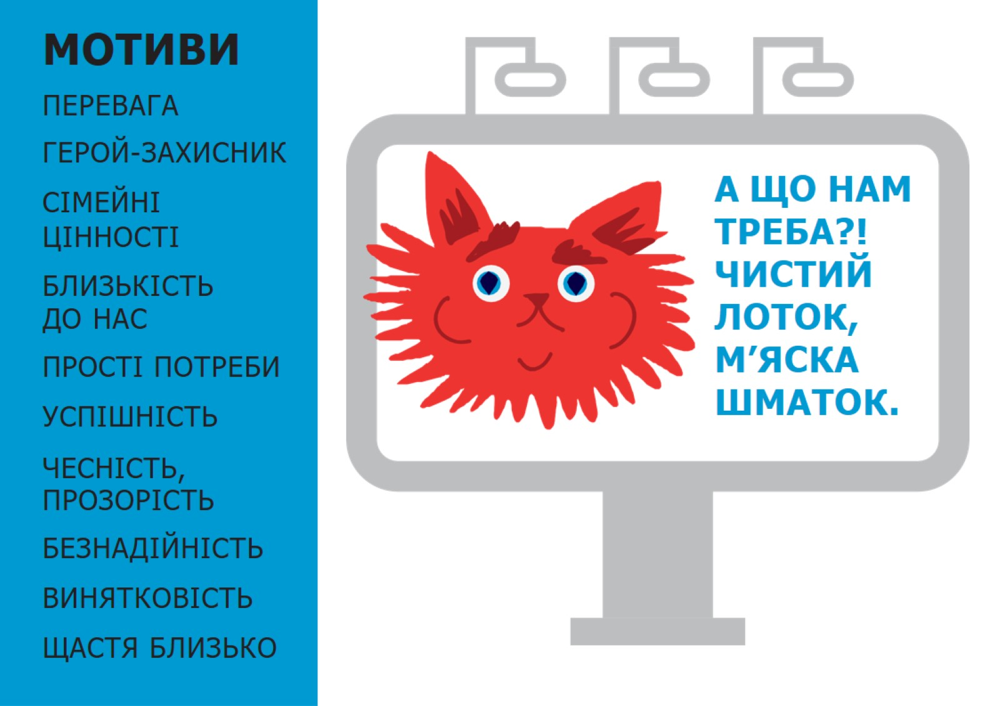 МОТИВИ
ПЕРЕВАГА
ГЕРОЙ-ЗАХИСНИК
СІМЕЙНІ
ЦІННОСТІ
БЛИЗЬКІСТЬ
ДО НАС
ПРОСТІ ПОТРЕБИ
УСПІШНІСТЬ
ЧЕСНІСТЬ,
ПРОЗОРІСТЬ
БЕЗНАДІЙНІСТЬ
ВИНЯТКОВІСТЬ
ЩАСТЯ БЛИЗЬКО
А ЩО НАМ
ТРЕБА?!
ЧИСТИЙ
ЛОТОК,
М’ЯСКА
ШМАТОК.